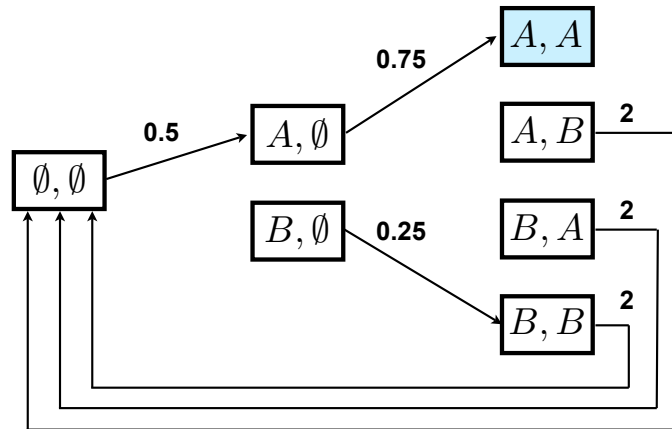 A, A
0.75
A, B
2
0.5
A, ∅
∅, ∅
B, ∅
0.25
B, A
2
B, B
2